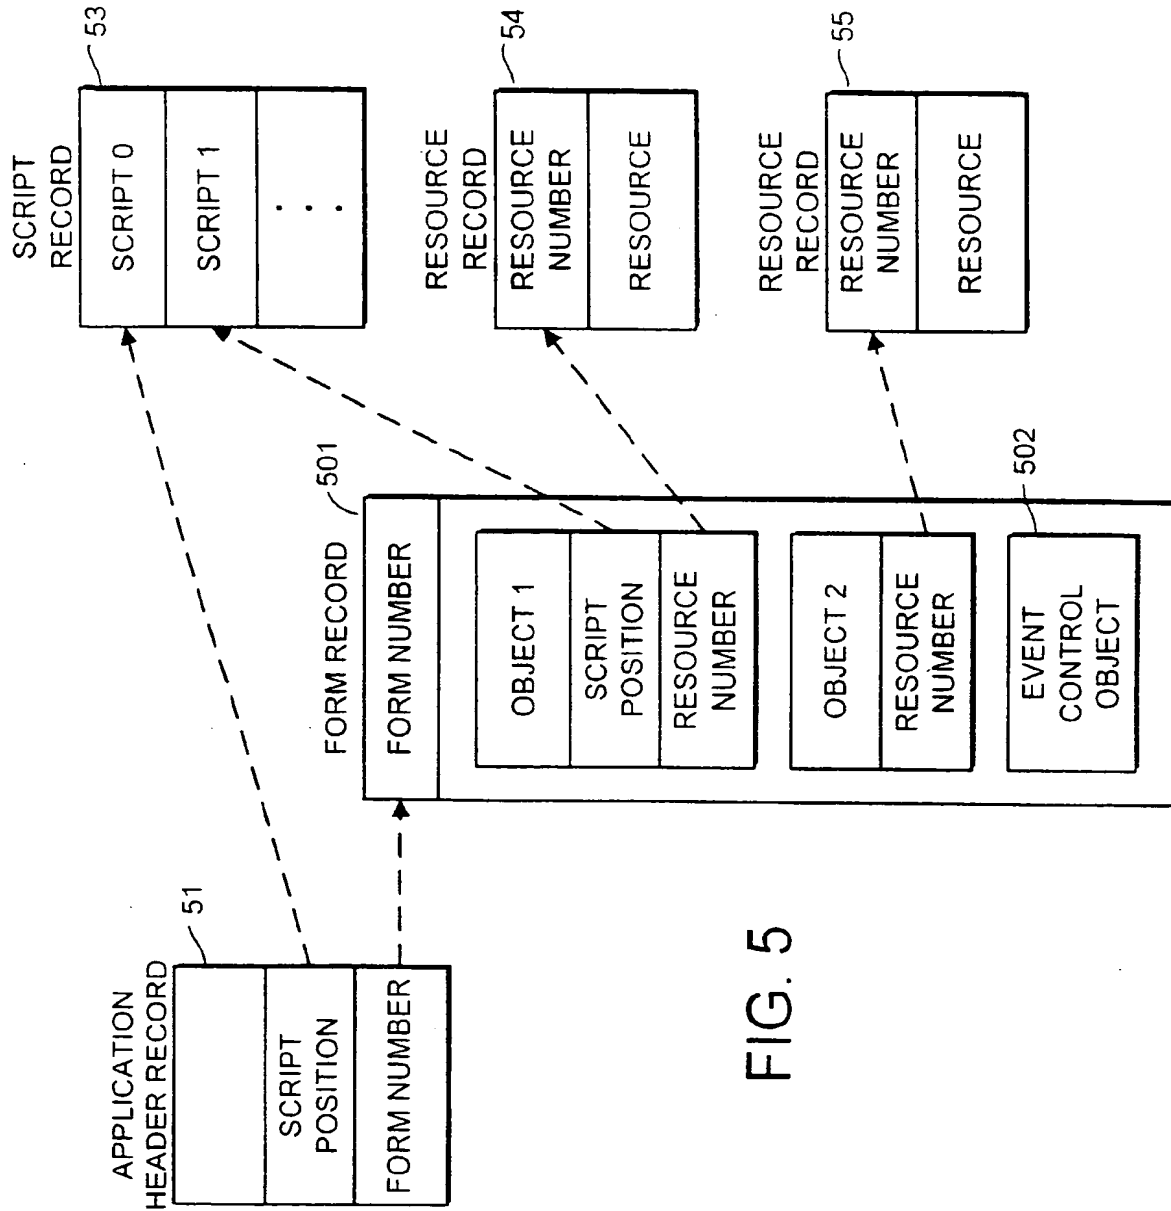 APPLICATION
HEADER RECORD
51
SCRIPT
POSITION
FORM NUMBER
FORM RECORD
501
FORM NUMBER
OBJECT 1
SCRIPT
POSITION
RESOURCE
NUMBER
OBJECT 2
RESOURCE
NUMBER
502
EVENT
CONTROL
OBJECT
SCRIPT
RECORD
53
SCRIPT 0
SCRIPT 1
. . .
RESOURCE
RECORD
54
RESOURCE
NUMBER
RESOURCE
RESOURCE
RECORD
55
RESOURCE
NUMBER
RESOURCE
FIG. 5